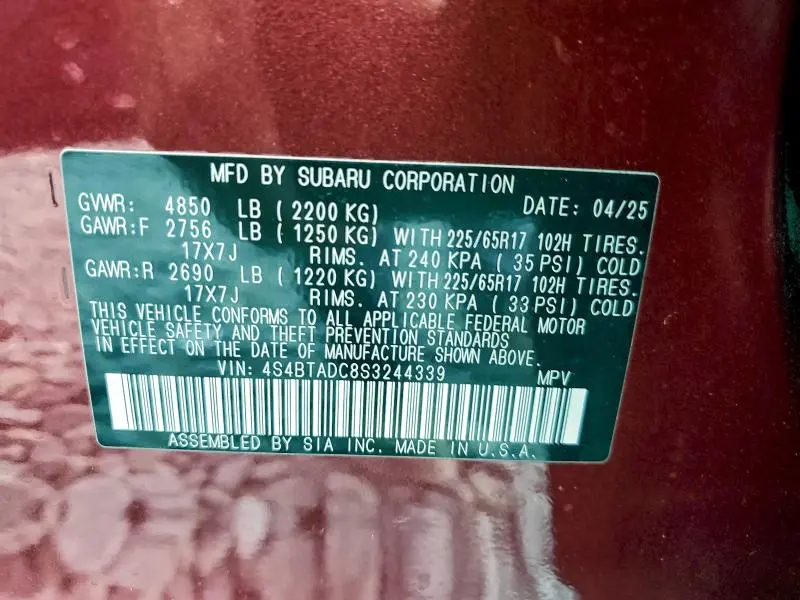 MFD BY SUBARU CORPORATION
GVWR: 4850 LB ( 2200 KG) DATE: 04/25
GAWR:F 2756 LB ( 1250 KG) WITH 225/65R17 102H TIRES.
17X7J RIMS. AT 240 KPA ( 35 PSI) COLD
GAWR:R 2690 LB ( 1220 KG) WITH 225/65R17 102H TIRES.
17X7J RIMS. AT 230 KPA ( 33 PSI) COLD
THIS VEHICLE CONFORMS TO ALL APPLICABLE FEDERAL MOTOR
VEHICLE SAFETY AND THEFT PREVENTION STANDARDS
IN EFFECT ON THE DATE OF MANUFACTURE SHOWN ABOVE.
VIN: 4S4BTADC8S3244339 MPV
ASSEMBLED BY SIA INC. MADE IN U.S.A.